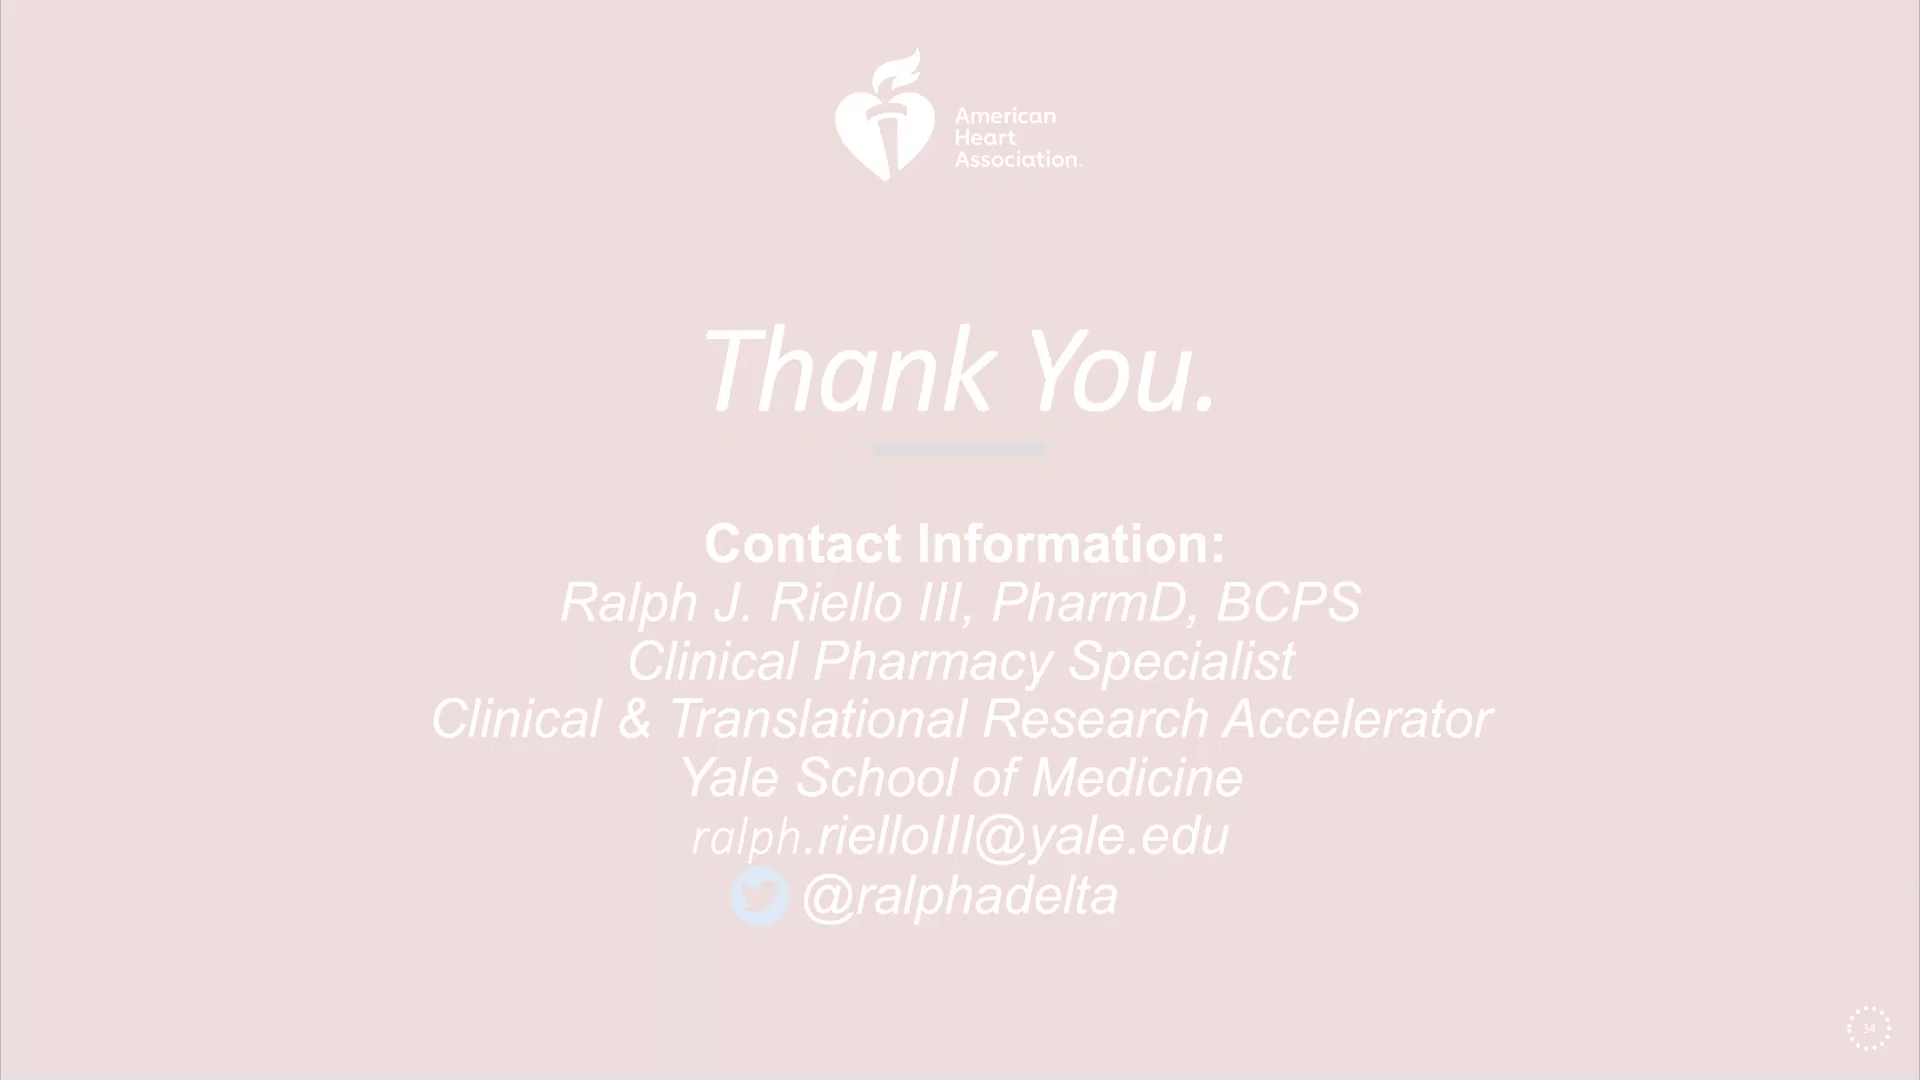 American
Heart
Association.
Thank You.
Contact Information:
Ralph J. Riello III, PharmD, BCPS
Clinical Pharmacy Specialist
Clinical & Translational Research Accelerator
Yale School of Medicine
ralph.rielloIII@yale.edu
@ralphadelta
34